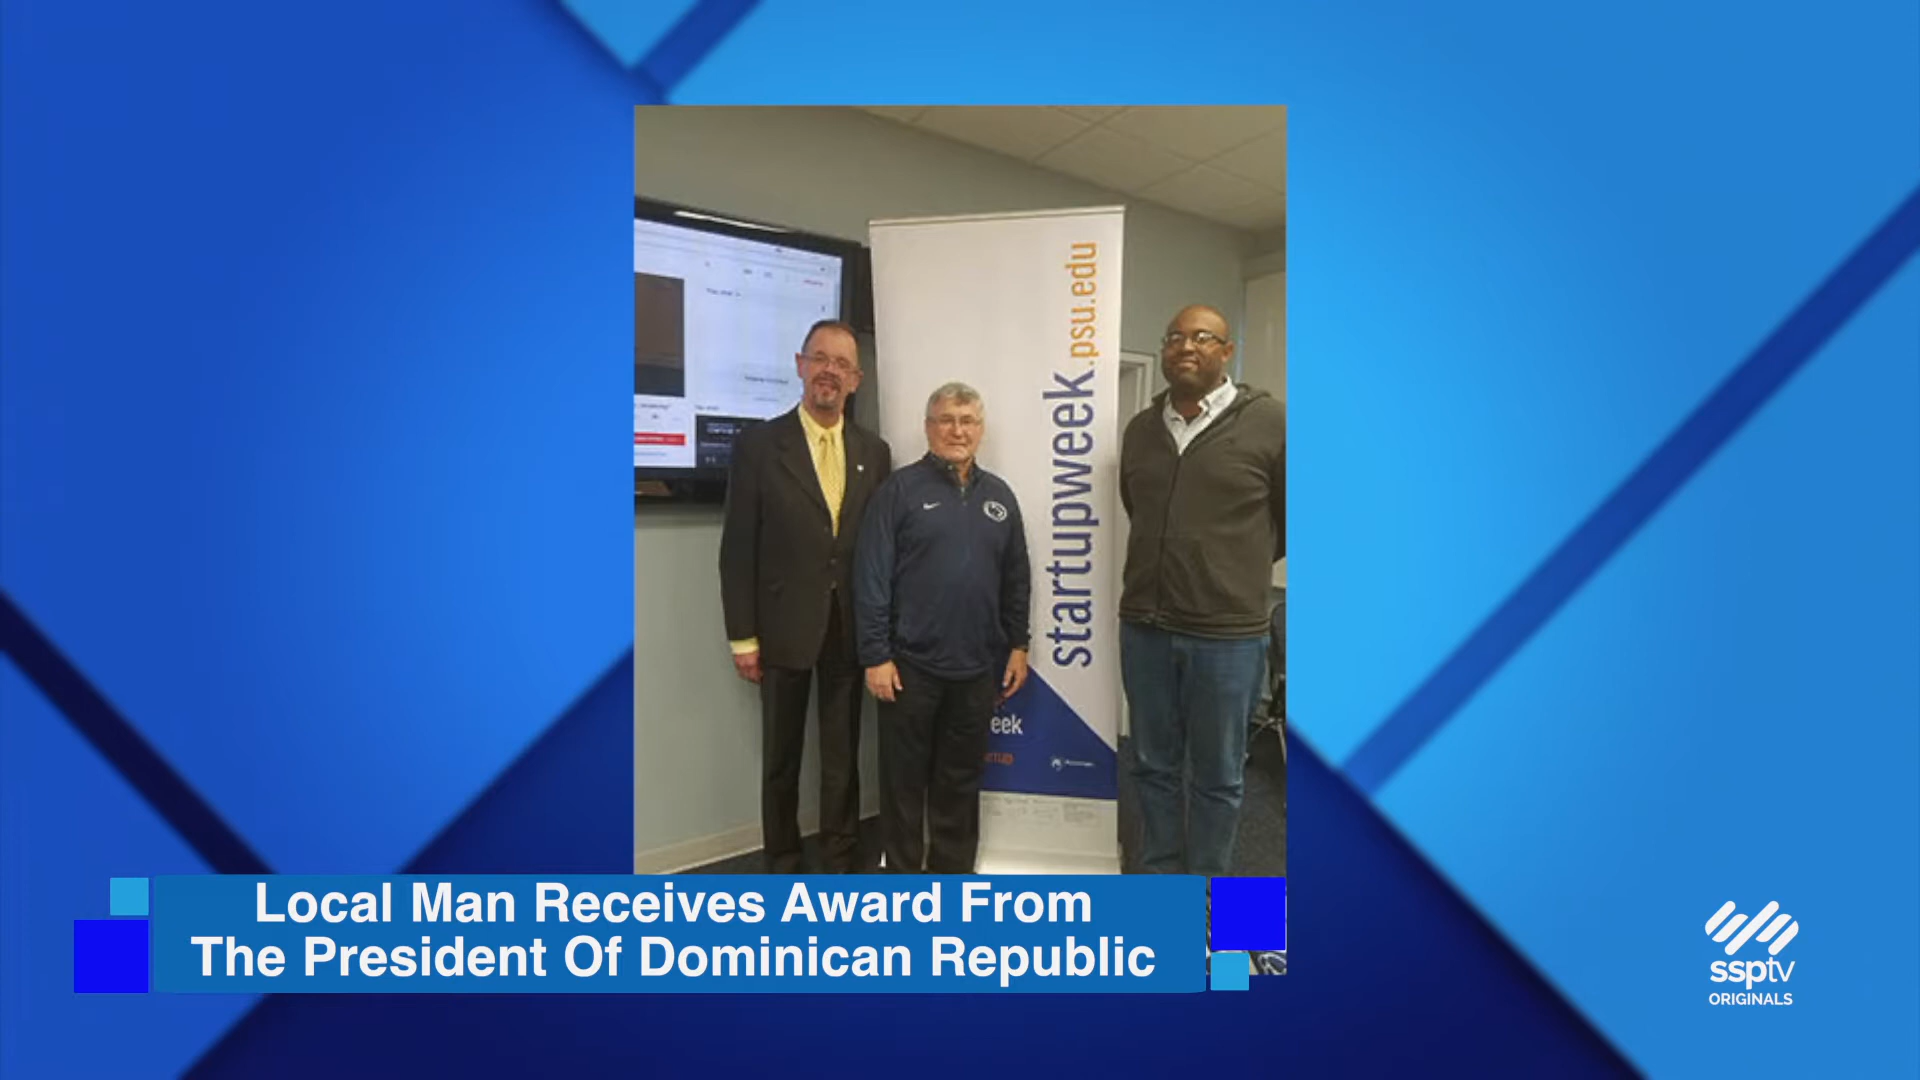 startupweek.psu.edu
eek
Local Man Receives Award From
The President Of Dominican Republic
ssptv
ORIGINALS